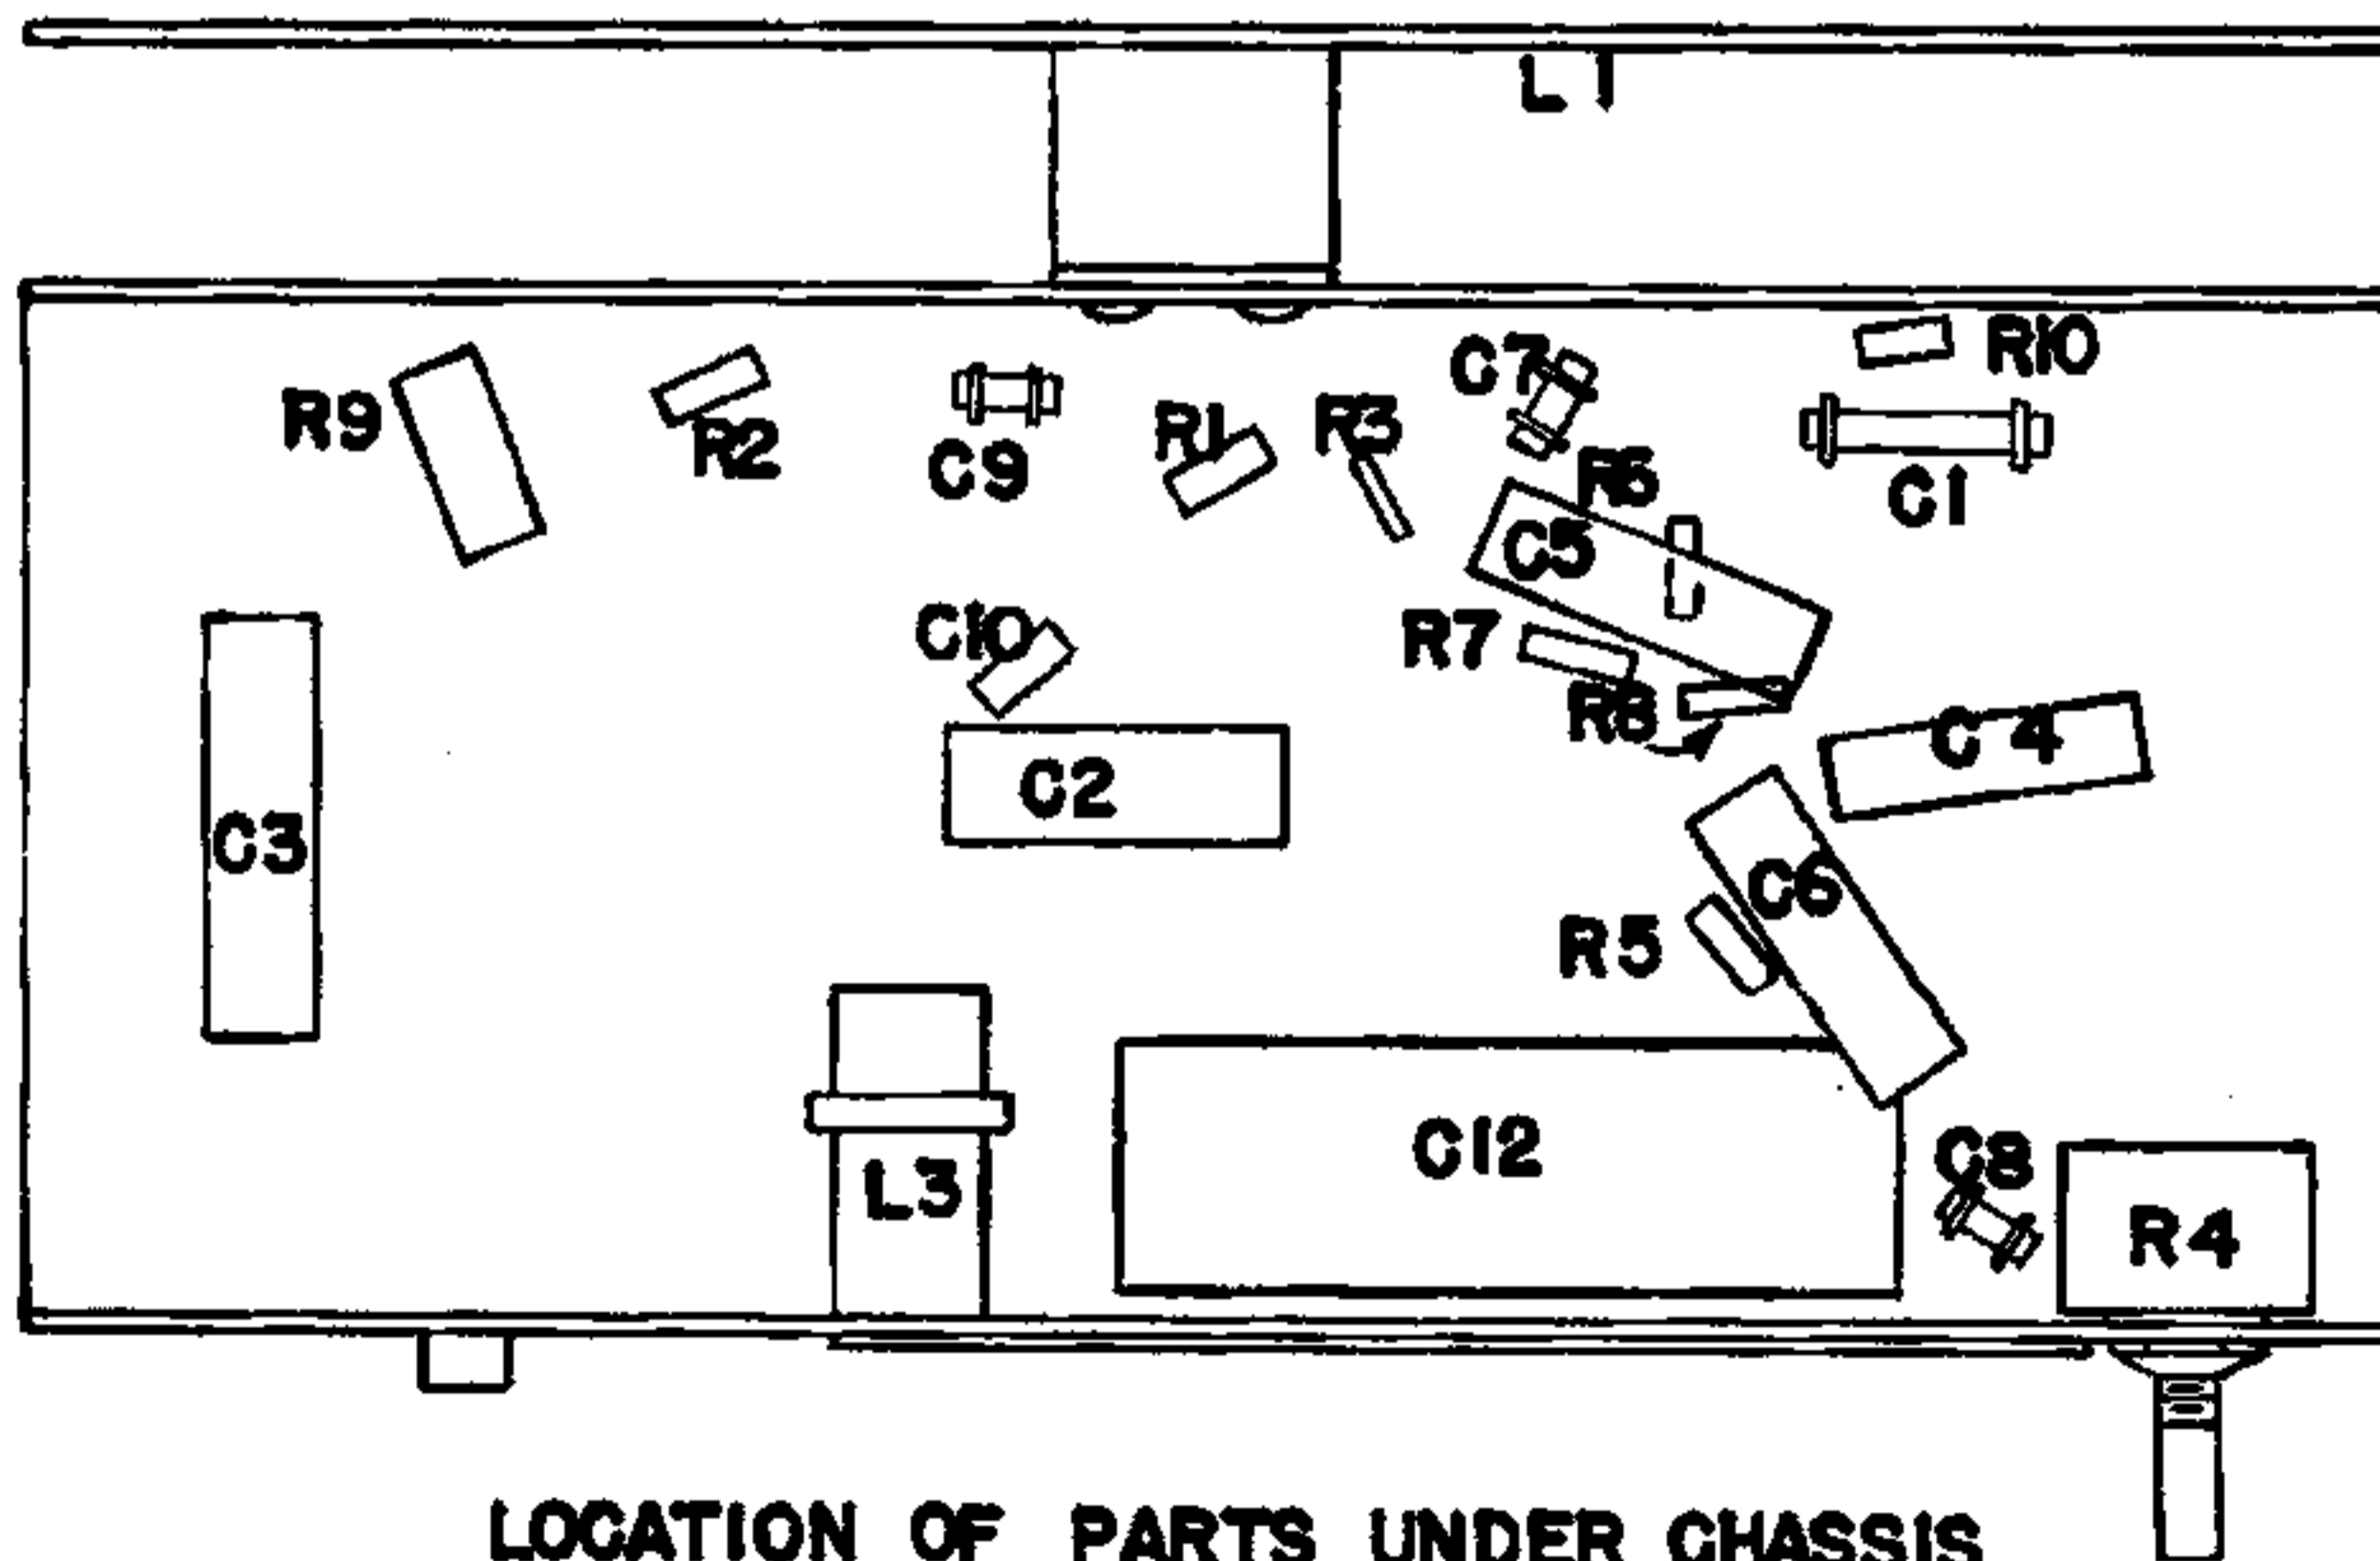 L1
R10
C7
R9
R2
C9
R1
R3
R6
C1
C5
C10
R7
R8
C4
C2
C3
C6
R5
C12
C8
L3
R4
LOCATION OF PARTS UNDER CHASSIS